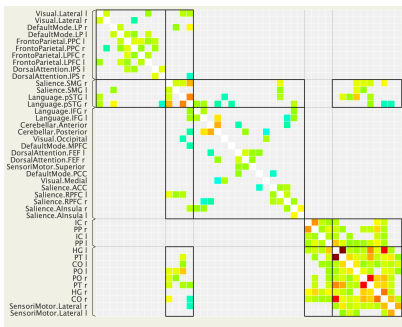 Visual.Lateral l
Visual.Lateral r
DefaultMode.LP r
DefaultMode.LP l
FrontoParietal.PPC l
FrontoParietal.PPC r
FrontoParietal.LPFC r
FrontoParietal.LPFC l
DorsalAttention.IPS l
DorsalAttention.IPS r
Salience.SMG r
Salience.SMG l
Language.pSTG l
Language.pSTG r
Language.IFG r
Language.IFG l
Cerebellar.Anterior
Cerebellar.Posterior
Visual.Occipital
DefaultMode.MPFC
DorsalAttention.FEF l
DorsalAttention.FEF r
SensoriMotor.Superior
DefaultMode.PCC
Visual.Medial
Salience.ACC
Salience.RPFC l
Salience.RPFC r
Salience.AInsula r
Salience.AInsula l
IC r
PP r
IC l
PP l
HG l
PT l
CO l
PO l
PO r
PT r
HG r
CO r
SensoriMotor.Lateral r
SensoriMotor.Lateral l